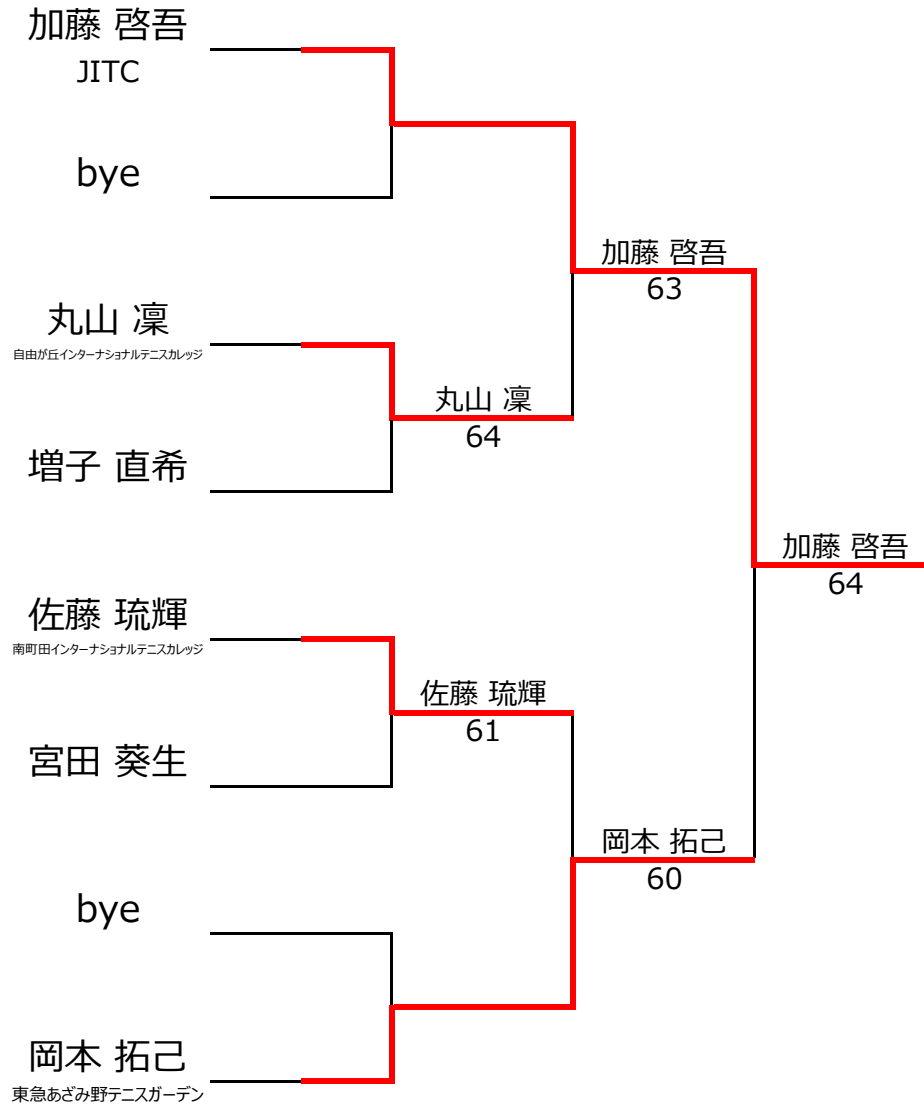 加藤 啓吾
JITC
bye
丸山 凜
自由が丘インターナショナルテニスカレッジ
増子 直希
佐藤 琉輝
南町田インターナショナルテニスカレッジ
宮田 葵生
bye
岡本 拓己
東急あざみ野テニスガーデン
丸山 凜
64
佐藤 琉輝
61
加藤 啓吾
63
岡本 拓己
60
加藤 啓吾
64